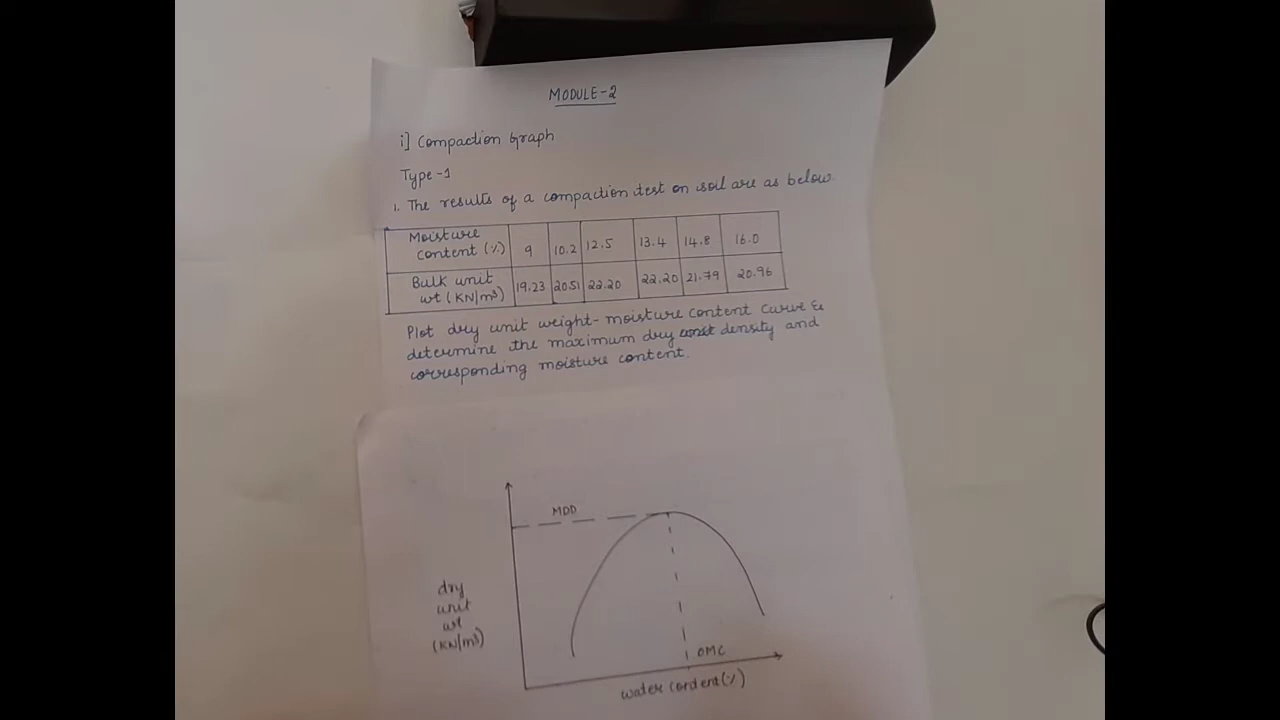 MODULE-2
i] Compaction Graph
Type-1
1. The results of a compaction test on soil are as below.
Moisture content (%) 9 10.2 12.5 13.4 14.8 16.0
Bulk unit wt (KN/m³) 19.23 20.51 22.20 22.20 21.79 20.96
Plot dry unit weight - moisture content curve &
determine the maximum dry density and
corresponding moisture content.
MDD
dry
unit
wt
(KN/m³)
OMC
water content (%)